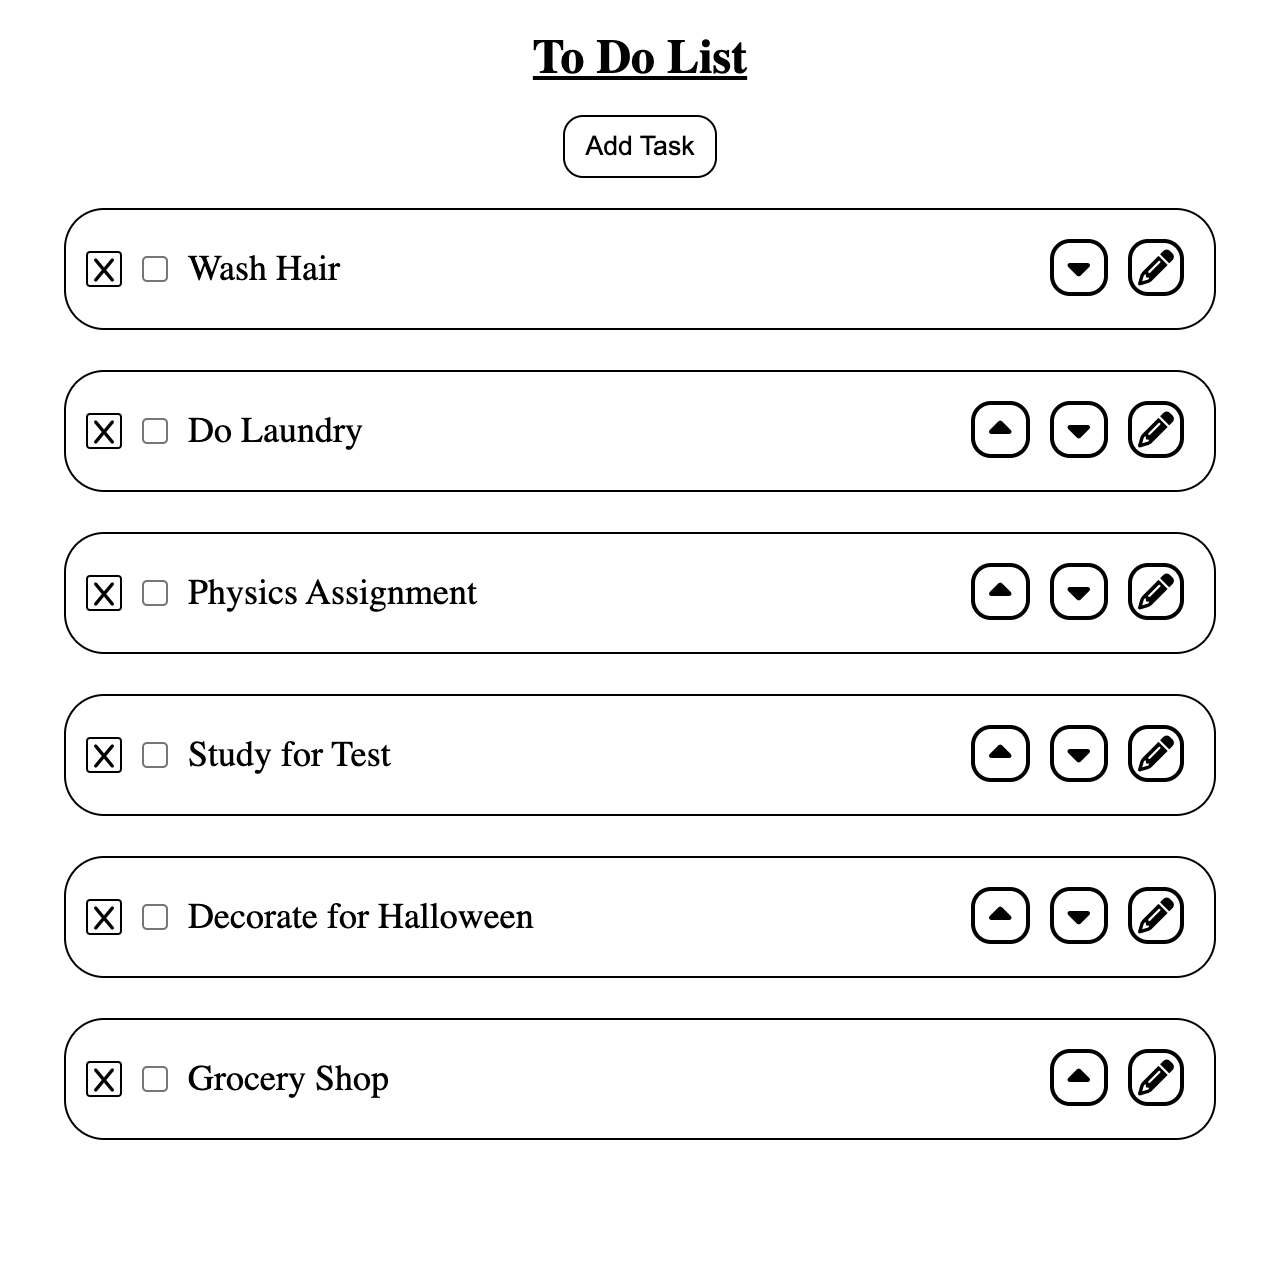 To Do List
Add Task
X Wash Hair
X Do Laundry
X Physics Assignment
X Study for Test
X Decorate for Halloween
X Grocery Shop